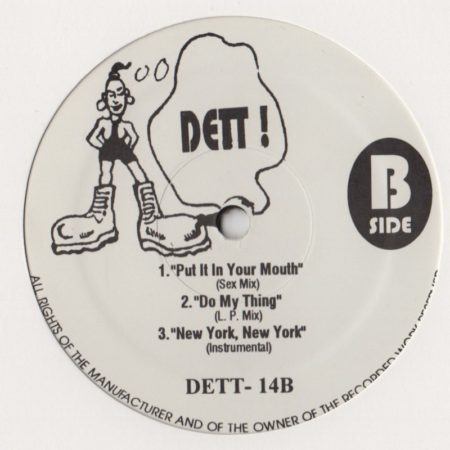 DETT !
B
SIDE
1."Put It In Your Mouth"
(Sex Mix)
2."Do My Thing"
(L. P. Mix)
3."New York, New York"
(Instrumental)
DETT- 14B
ALL RIGHTS OF THE MANUFACTURER AND OF THE OWNER OF THE RECORDED WORK